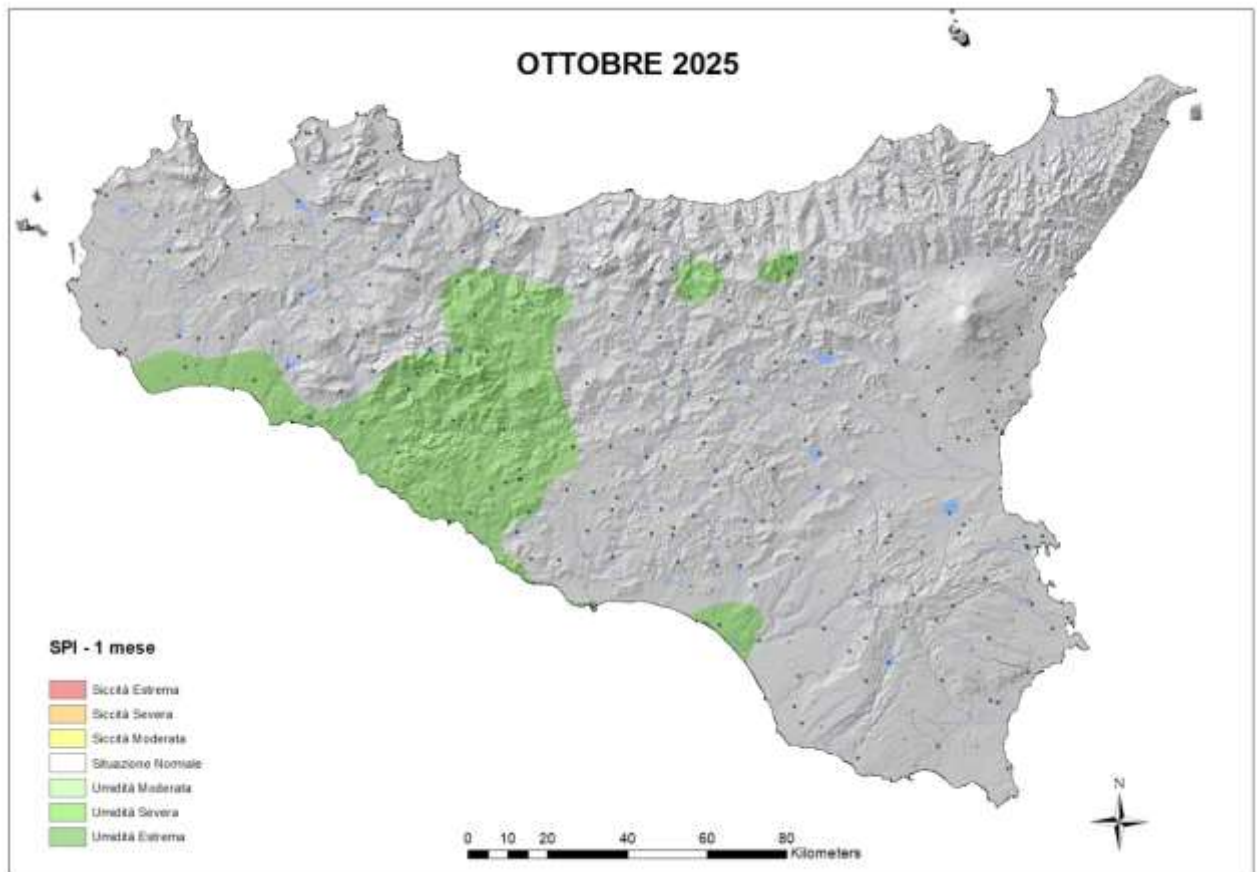 OTTOBRE 2025
SPI - 1 mese
Siccità Estrema
Siccità Severa
Siccità Moderata
Situazione Normale
Umidità Moderata
Umidità Severa
Umidità Estrema
N
0 10 20 40 60 80
Kilometers